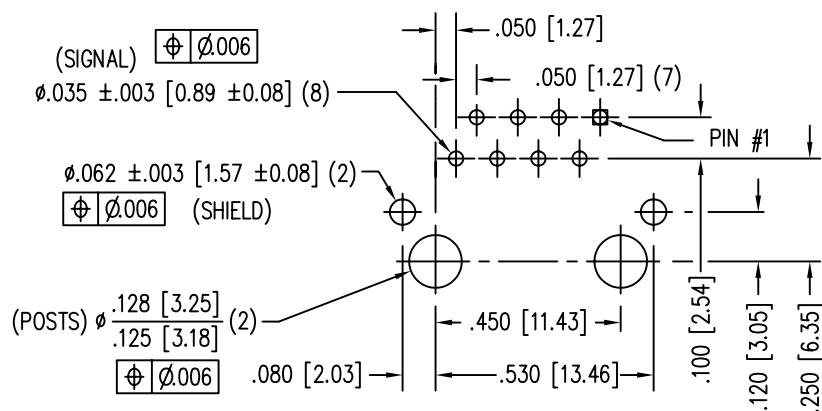 .050 [1.27]
⌖ Ø.006
(SIGNAL)
.050 [1.27] (7)
Ø.035 ±.003 [0.89 ±0.08] (8)
PIN #1
Ø.062 ±.003 [1.57 ±0.08] (2)
⌖ Ø.006 (SHIELD)
(POSTS) Ø .128 [3.25]
.125 [3.18] (2)
.450 [11.43]
⌖ Ø.006
.080 [2.03]
.530 [13.46]
.100 [2.54]
.120 [3.05]
.250 [6.35]